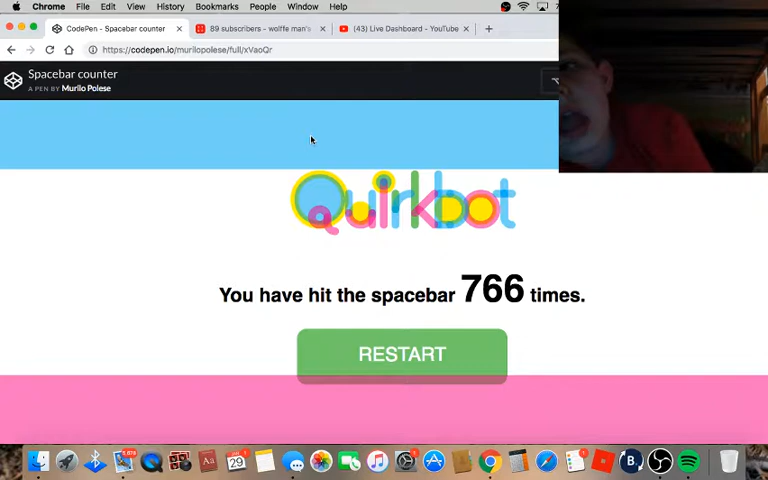 Chrome File Edit View History Bookmarks People Window Help
CodePen - Spacebar counter
89 subscribers - wolffe man's
(43) Live Dashboard - YouTube
https://codepen.io/murilopolese/full/xVaoQr
Spacebar counter
A PEN BY Murilo Polese
Quirkbot
You have hit the spacebar 766 times.
RESTART
29